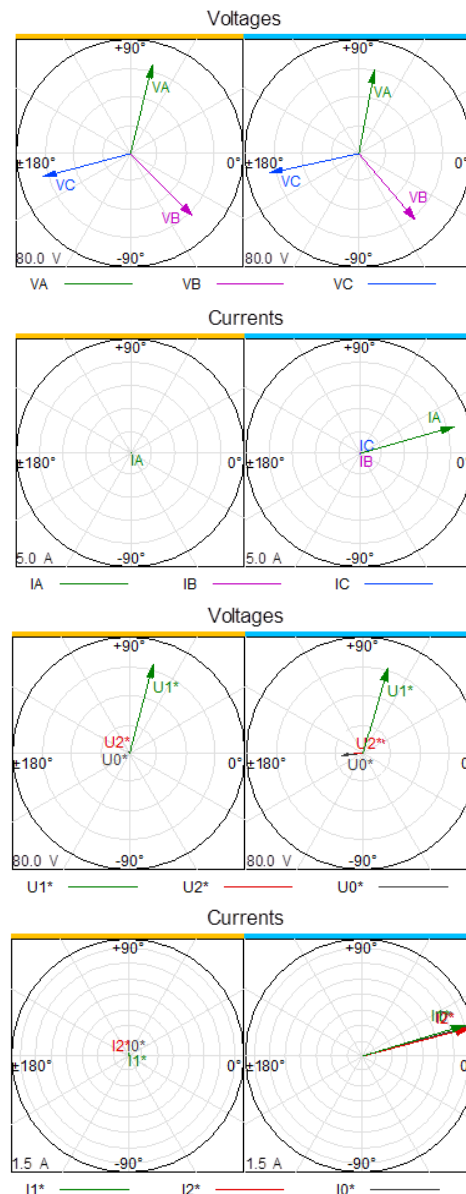 Voltages
+90° +90°
VA VA
±180° 0° ±180° 0°
VC VB VC VB
80.0 V -90° 80.0 V -90°
VA VB VC
Currents
+90° +90°
IA
IC
±180° IA 0° ±180° IB 0°
5.0 A -90° 5.0 A -90°
IA IB IC
Voltages
+90° +90°
U1* U1*
U2* U2*
±180° U0* 0° ±180° U0* 0°
80.0 V -90° 80.0 V -90°
U1* U2* U0*
Currents
+90° +90°
I2* I0* I2*
±180° I1* 0° ±180° 0°
1.5 A -90° 1.5 A -90°
I1* I2* I0*